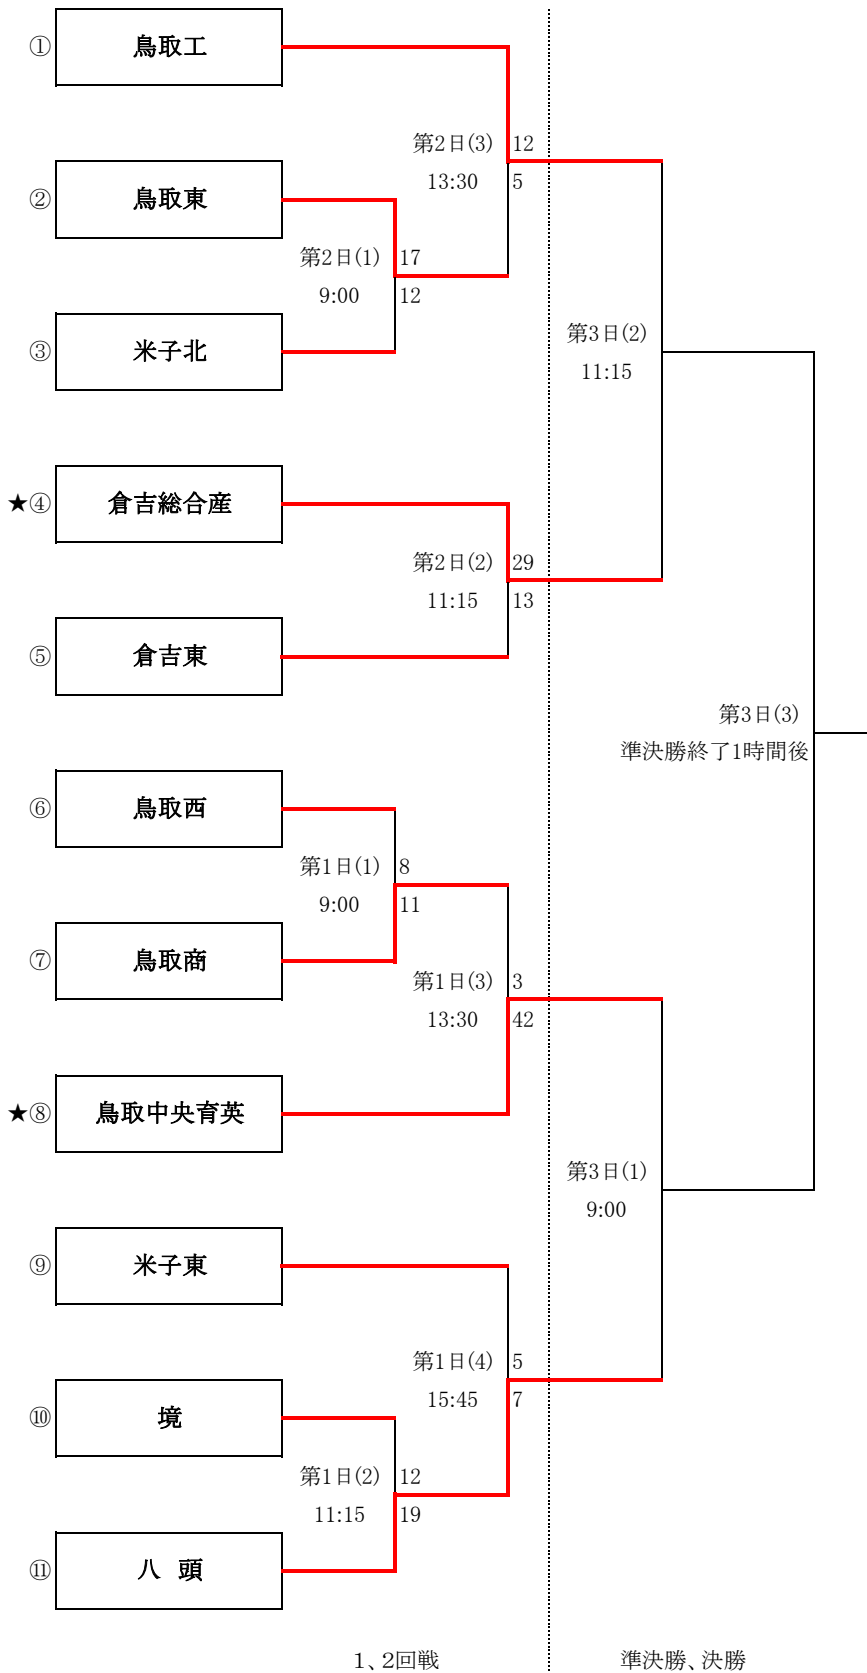 ① 鳥取工
第2日(3) 12
13:30 5
② 鳥取東
第2日(1) 17
9:00 12
③ 米子北
第3日(2)
11:15
★④ 倉吉総合産
第2日(2) 29
11:15 13
⑤ 倉吉東
第3日(3)
準決勝終了1時間後
⑥ 鳥取西
第1日(1) 8
9:00 11
⑦ 鳥取商
第1日(3) 3
13:30 42
★⑧ 鳥取中央育英
第3日(1)
9:00
⑨ 米子東
第1日(4) 5
15:45 7
⑩ 境
第1日(2) 12
11:15 19
⑪ 八 頭
1、2回戦 準決勝、決勝